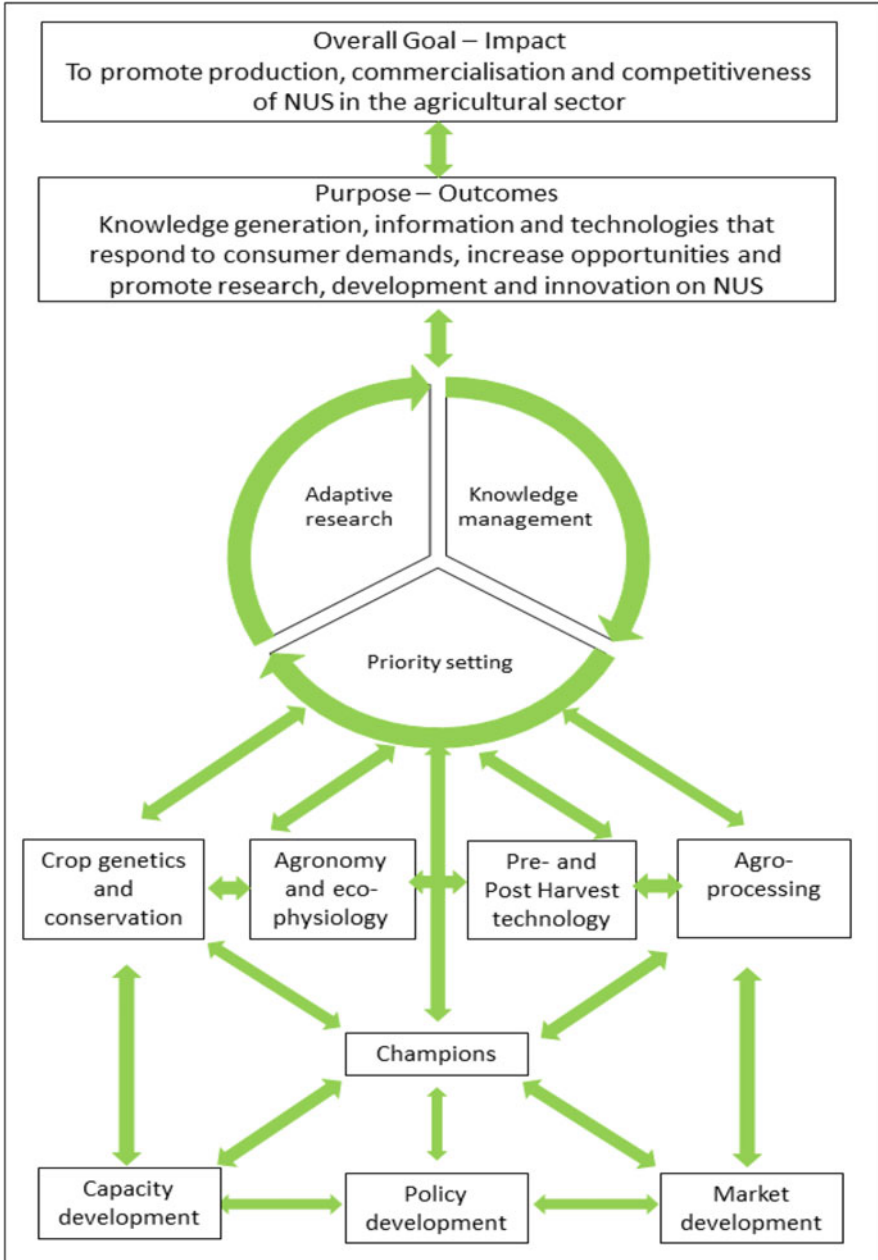 Overall Goal – Impact
To promote production, commercialisation and competitiveness
of NUS in the agricultural sector
Purpose – Outcomes
Knowledge generation, information and technologies that
respond to consumer demands, increase opportunities and
promote research, development and innovation on NUS
Adaptive
research
Knowledge
management
Priority setting
Crop genetics
and
conservation
Agronomy
and eco-
physiology
Pre- and
Post Harvest
technology
Agro-
processing
Champions
Capacity
development
Policy
development
Market
development